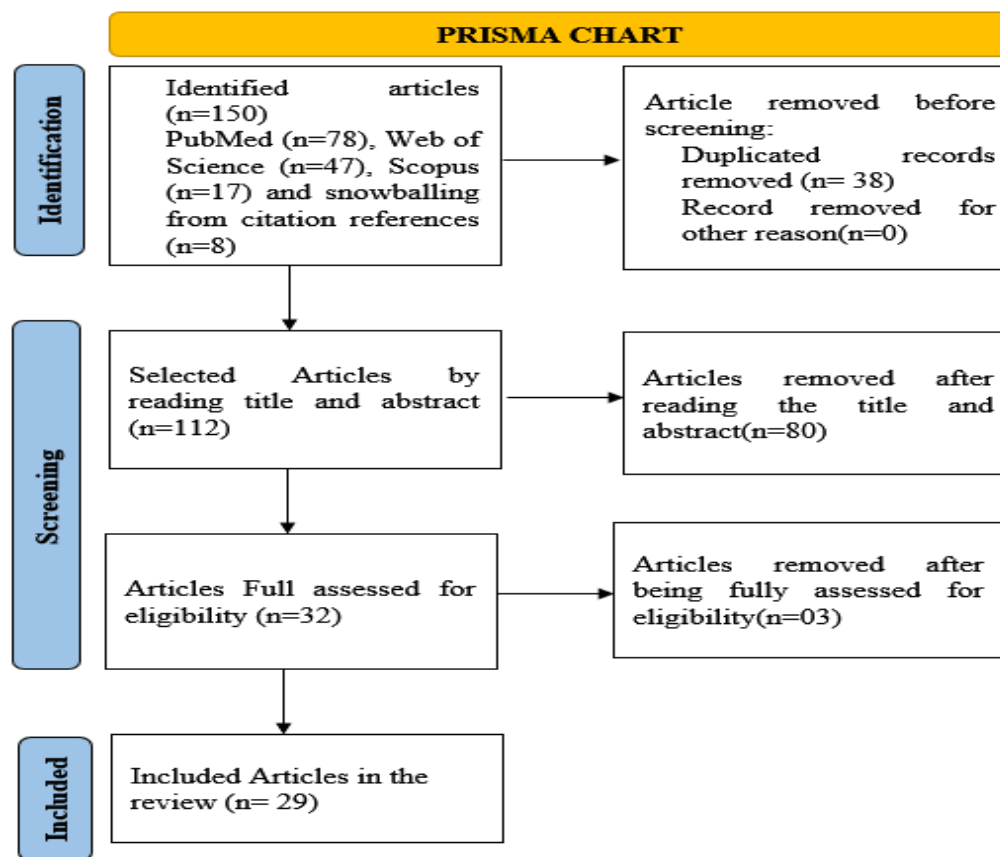 PRISMA CHART
Identification
Identified articles
(n=150)
PubMed (n=78), Web of
Science (n=47), Scopus
(n=17) and snowballing
from citation references
(n=8)
Article removed before
screening:
Duplicated records
removed (n= 38)
Record removed for
other reason(n=0)
Screening
Selected Articles by
reading title and abstract
(n=112)
Articles removed after
reading the title and
abstract(n=80)
Articles Full assessed for
eligibility (n=32)
Articles removed after
being fully assessed for
eligibility(n=03)
Included
Included Articles in the
review (n= 29)